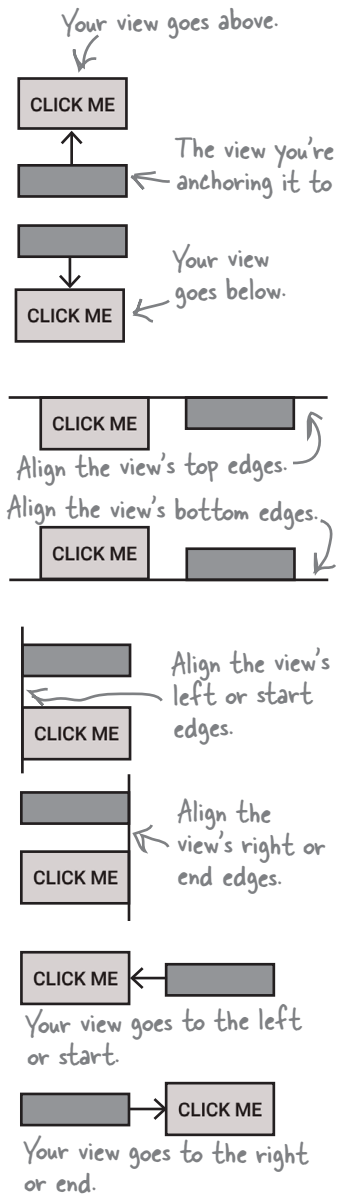 Your view goes above.
CLICK ME
The view you're
anchoring it to
Your view
goes below.
CLICK ME
CLICK ME
Align the view's top edges.
Align the view's bottom edges.
CLICK ME
Align the view's
left or start
edges.
CLICK ME
Align the
view's right or
end edges.
CLICK ME
CLICK ME
Your view goes to the left
or start.
CLICK ME
Your view goes to the right
or end.